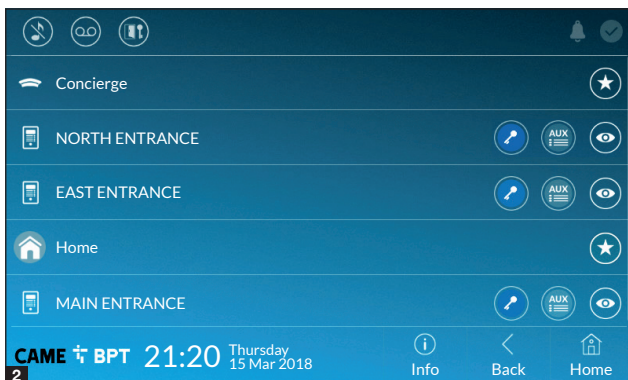 Concierge
NORTH ENTRANCE
AUX
EAST ENTRANCE
AUX
Home
MAIN ENTRANCE
AUX
CAME BPT 21:20 Thursday
15 Mar 2018
Info
Back
Home
2